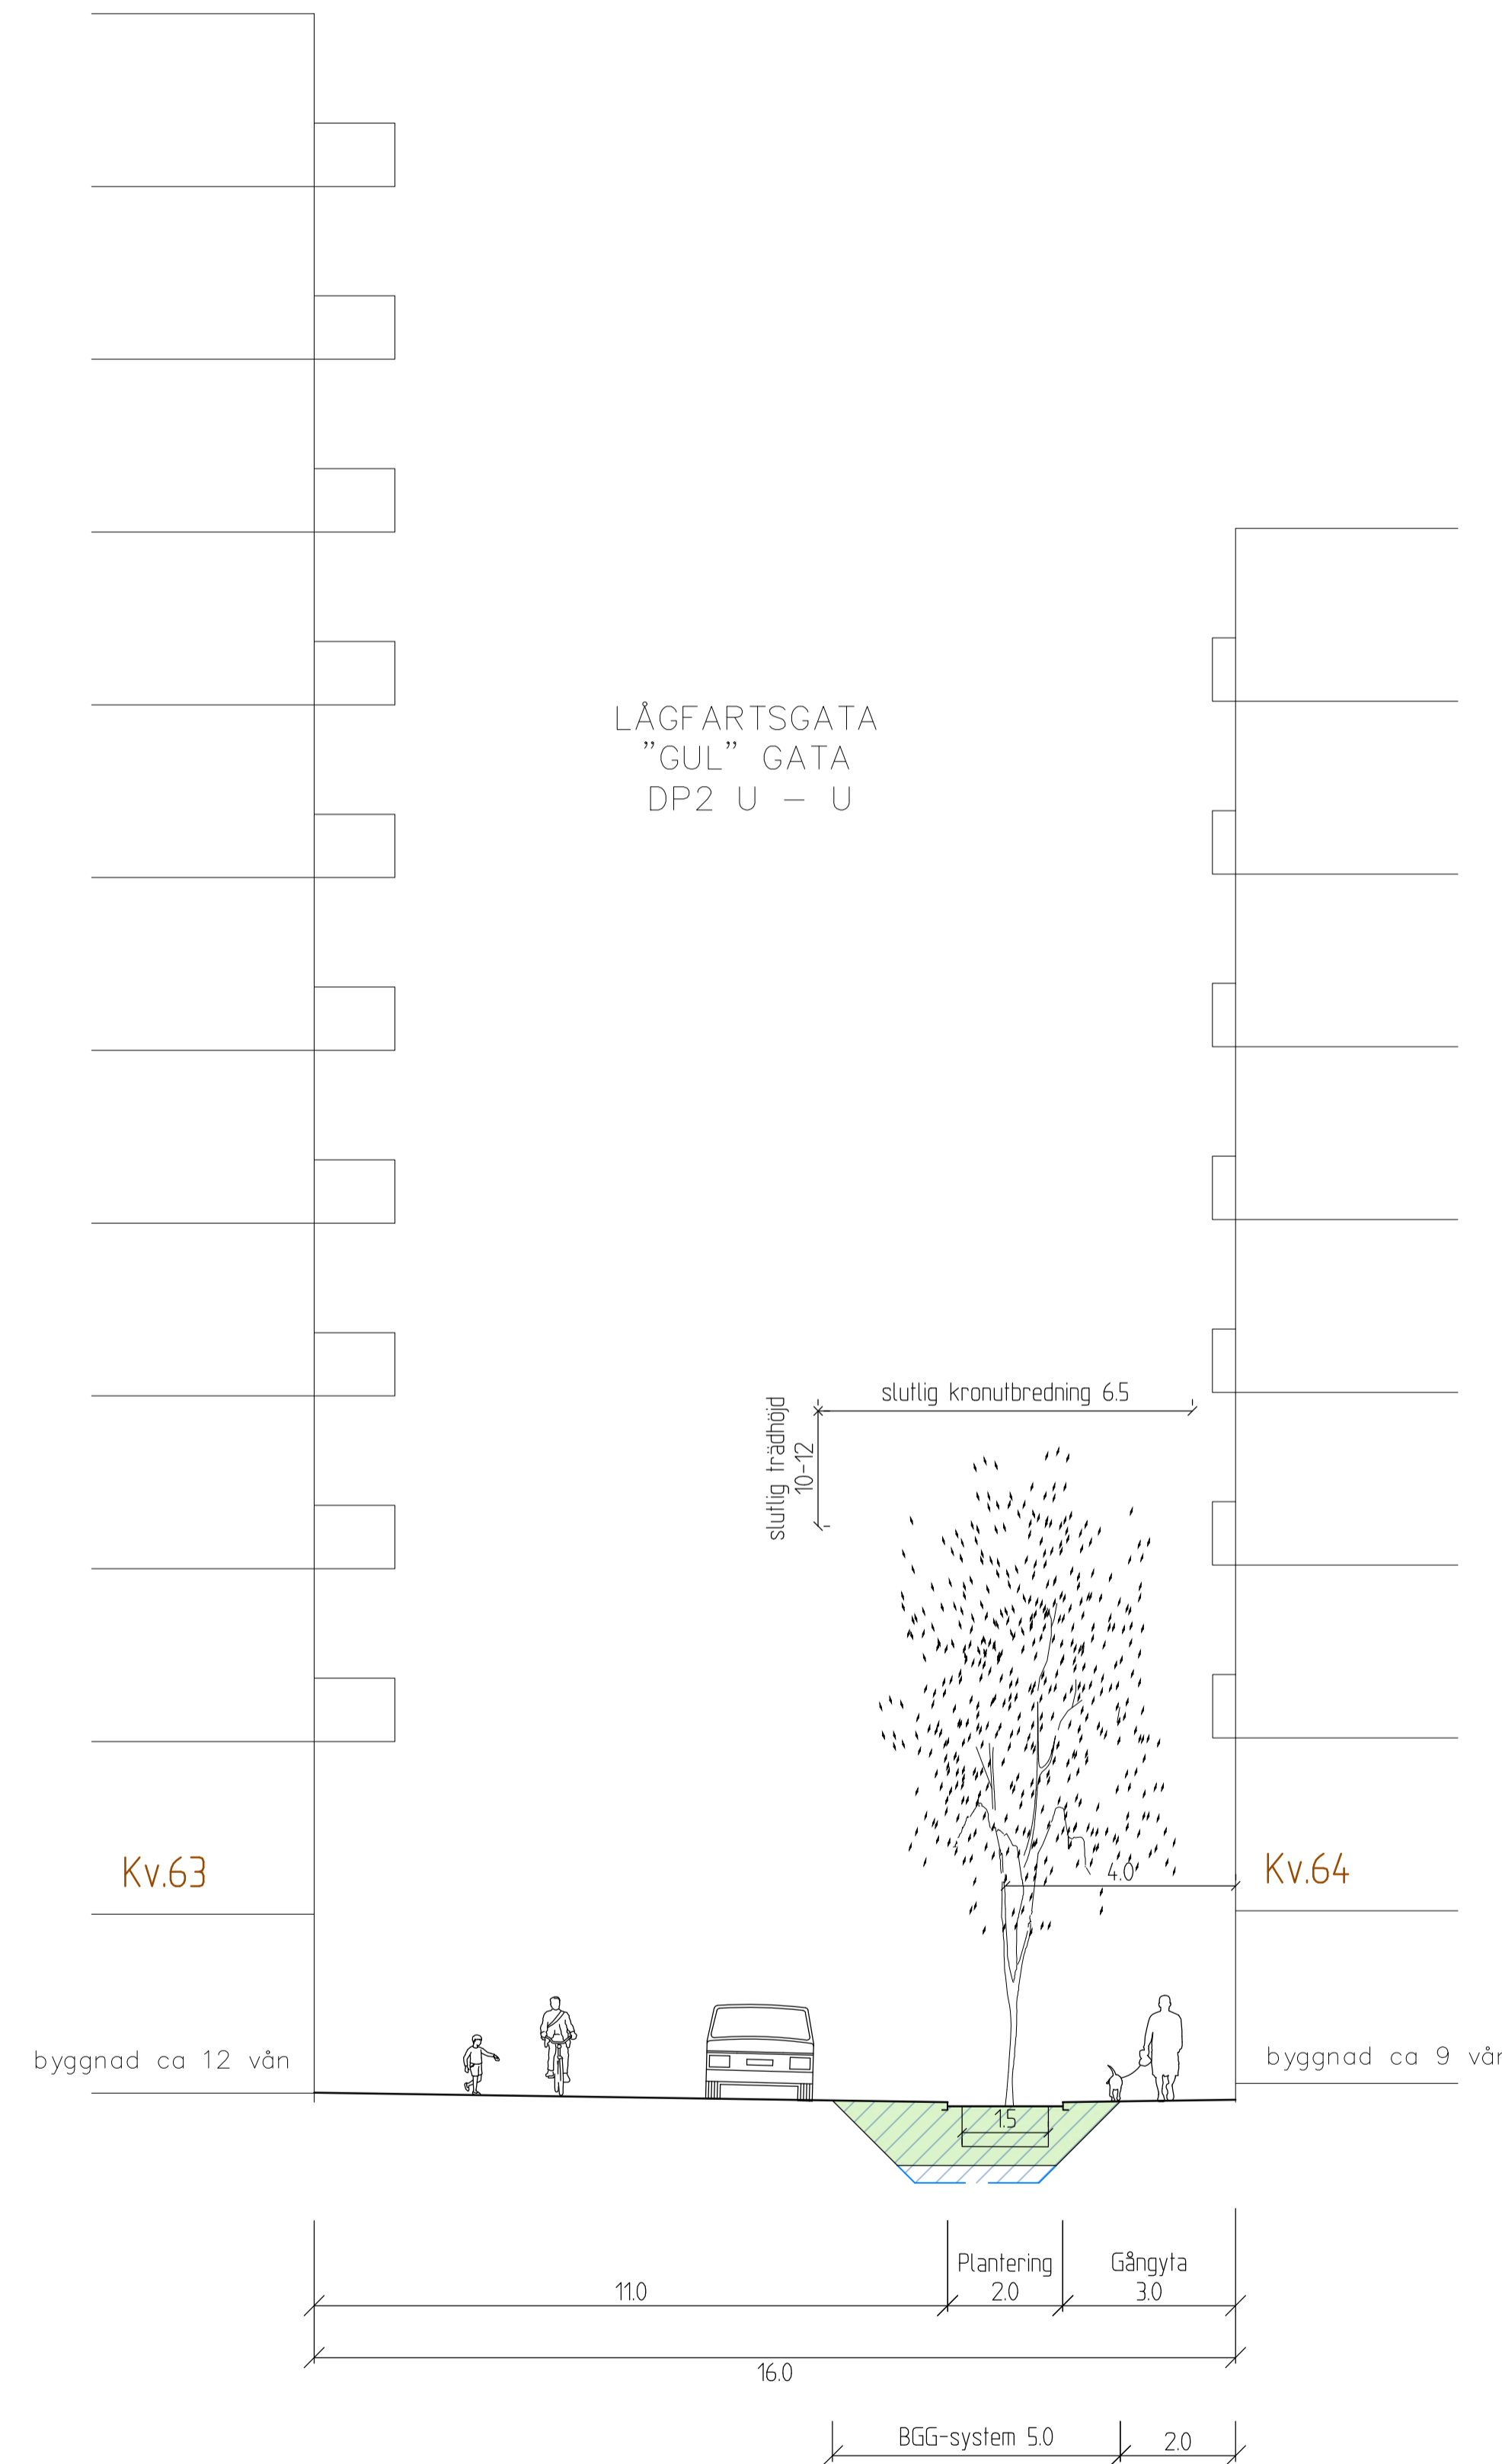 LÅGFARTSGATA
”GUL” GATA
DP2 U – U
slutlig kronutbredning 6.5
slutlig trädhöjd
10-12
Kv.63
4.0
Kv.64
byggnad ca 12 vån
byggnad ca 9 vån
1.5
Plantering
2.0
Gångyta
3.0
11.0
16.0
BGG-system 5.0
2.0